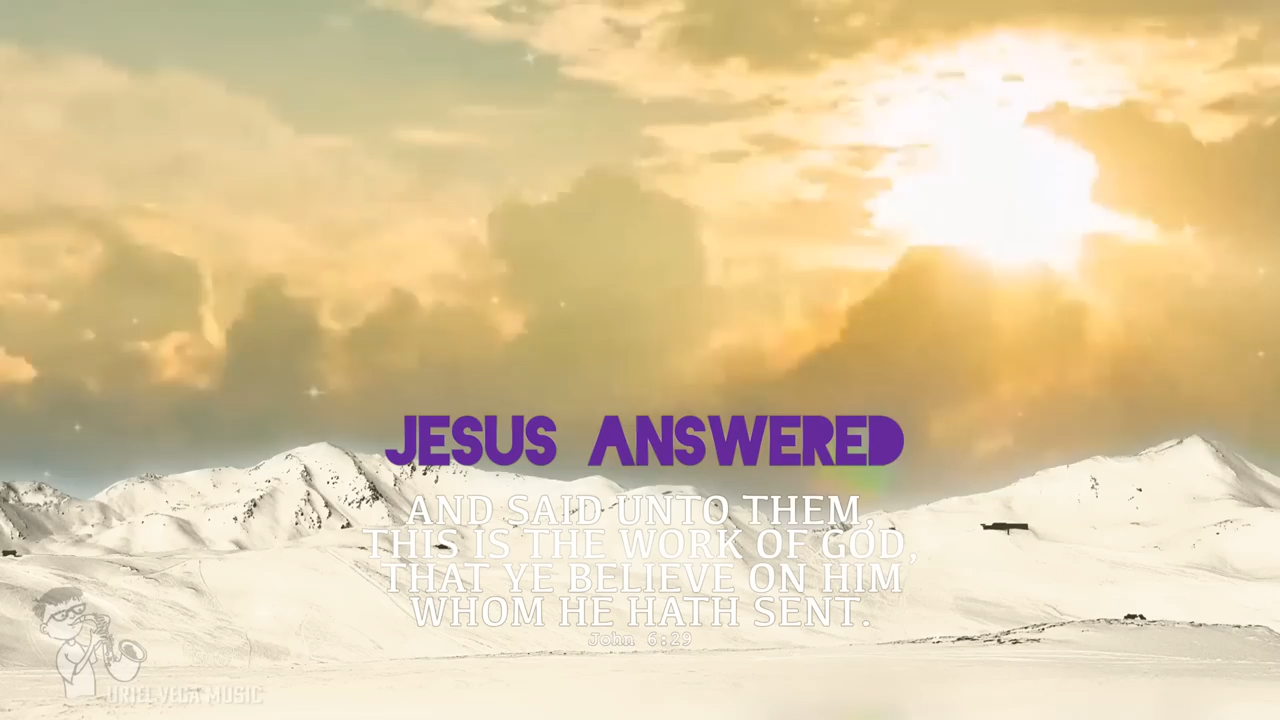 JESUS ANSWERED
AND SAID UNTO THEM,
THIS IS THE WORK OF GOD,
THAT YE BELIEVE ON HIM
WHOM HE HATH SENT.
John 6:29
URIEL VEGA MUSIC